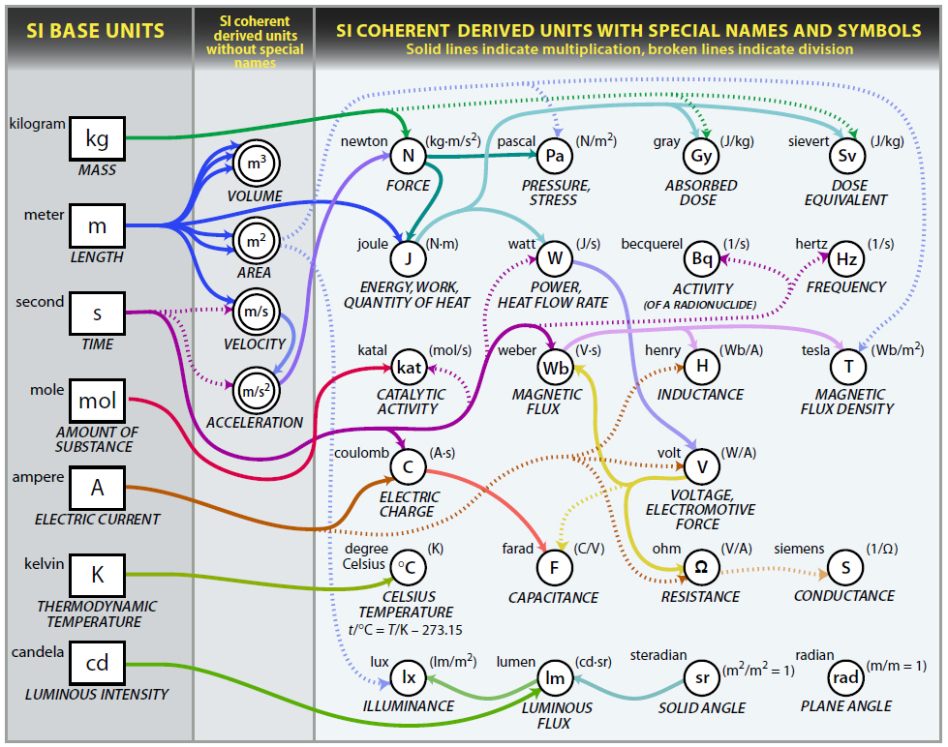 SI BASE UNITS
SI coherent
derived units
without special
names
SI COHERENT DERIVED UNITS WITH SPECIAL NAMES AND SYMBOLS
Solid lines indicate multiplication, broken lines indicate division
kilogram
kg
MASS
meter
m
LENGTH
second
s
TIME
mole
mol
AMOUNT OF
SUBSTANCE
ampere
A
ELECTRIC CURRENT
kelvin
K
THERMODYNAMIC
TEMPERATURE
candela
cd
LUMINOUS INTENSITY
m³
VOLUME
m²
AREA
m/s
VELOCITY
m/s²
ACCELERATION
newton
N
(kg·m/s²)
FORCE
pascal
Pa
(N/m²)
PRESSURE,
STRESS
gray
Gy
(J/kg)
ABSORBED
DOSE
sievert
Sv
(J/kg)
DOSE
EQUIVALENT
joule
J
(N·m)
ENERGY, WORK,
QUANTITY OF HEAT
watt
W
(J/s)
POWER,
HEAT FLOW RATE
becquerel
Bq
(1/s)
ACTIVITY
(OF A RADIONUCLIDE)
hertz
Hz
(1/s)
FREQUENCY
katal
kat
(mol/s)
CATALYTIC
ACTIVITY
weber
Wb
(V·s)
MAGNETIC
FLUX
henry
H
(Wb/A)
INDUCTANCE
tesla
T
(Wb/m²)
MAGNETIC
FLUX DENSITY
coulomb
C
(A·s)
ELECTRIC
CHARGE
volt
V
(W/A)
VOLTAGE,
ELECTROMOTIVE
FORCE
degree
Celsius
°C
(K)
CELSIUS
TEMPERATURE
t/°C = T/K – 273.15
farad
F
(C/V)
CAPACITANCE
ohm
Ω
(V/A)
RESISTANCE
siemens
S
(1/Ω)
CONDUCTANCE
lux
lx
(lm/m²)
ILLUMINANCE
lumen
lm
(cd·sr)
LUMINOUS
FLUX
steradian
sr
(m²/m² = 1)
SOLID ANGLE
radian
rad
(m/m = 1)
PLANE ANGLE